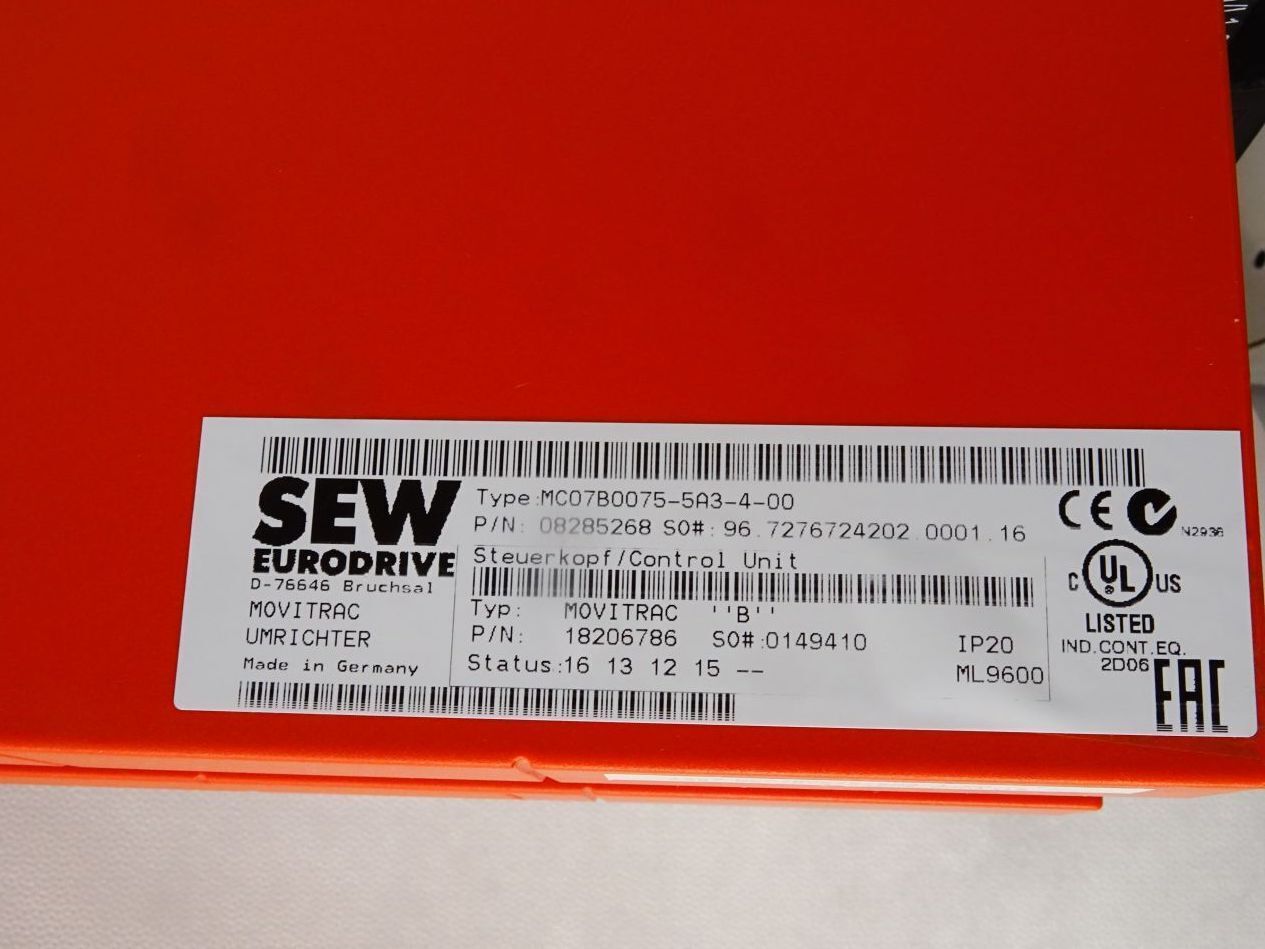 SEW
EURODRIVE
D-76646 Bruchsal
MOVITRAC
UMRICHTER
Made in Germany
Type:MC07B0075-5A3-4-00
P/N: 08285268 SO#: 96.7276724202.0001.16
Steuerkopf/Control Unit
Typ: MOVITRAC ''B''
P/N: 18206786 SO#:0149410 IP20
Status:16 13 12 15 -- ML9600
CE
N2936
C UL US
LISTED
IND.CONT.EQ.
2D06
EAC